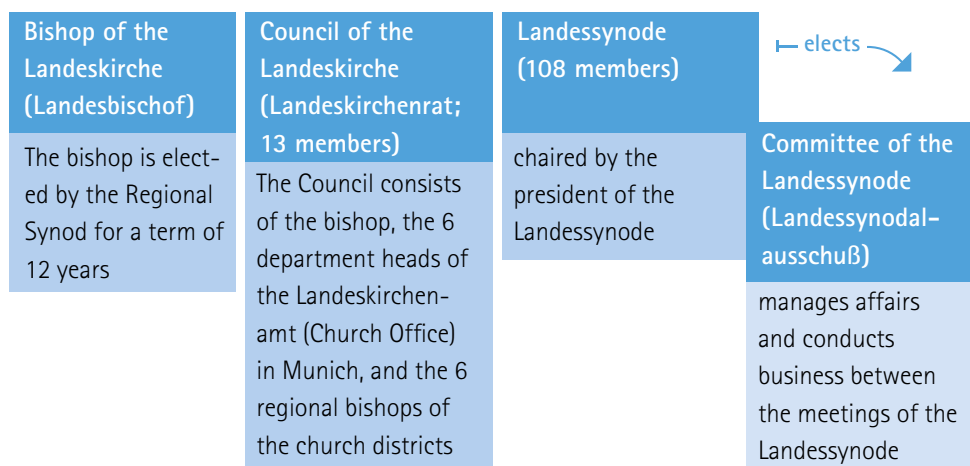 Bishop of the
Landeskirche
(Landesbischof)
The bishop is elect-
ed by the Regional
Synod for a term of
12 years
Council of the
Landeskirche
(Landeskirchenrat;
13 members)
The Council consists
of the bishop, the 6
department heads of
the Landeskirchen-
amt (Church Office)
in Munich, and the 6
regional bishops of
the church districts
Landessynode
(108 members)
chaired by the
president of the
Landessynode
elects
Committee of the
Landessynode
(Landessynodal-
ausschuß)
manages affairs
and conducts
business between
the meetings of the
Landessynode